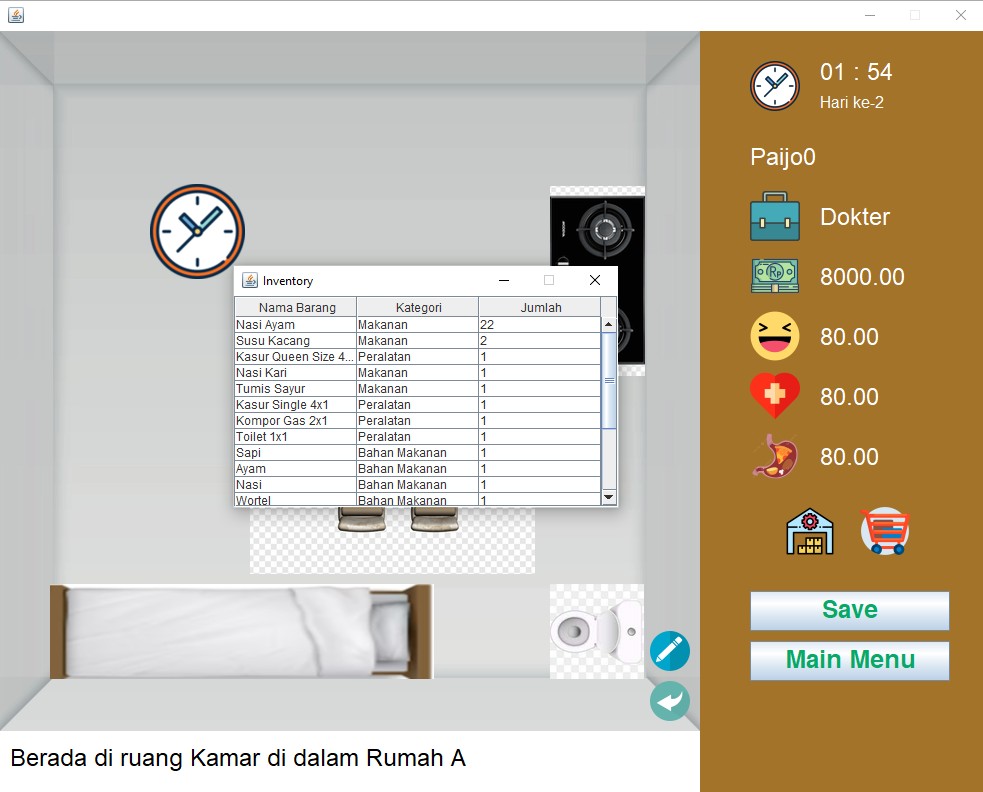 01 : 54
Hari ke-2
Paijo0
Dokter
8000.00
80.00
80.00
80.00
Save
Main Menu
Inventory
Nama Barang Kategori Jumlah
Nasi Ayam Makanan 22
Susu Kacang Makanan 2
Kasur Queen Size 4... Peralatan 1
Nasi Kari Makanan 1
Tumis Sayur Makanan 1
Kasur Single 4x1 Peralatan 1
Kompor Gas 2x1 Peralatan 1
Toilet 1x1 Peralatan 1
Sapi Bahan Makanan 1
Ayam Bahan Makanan 1
Nasi Bahan Makanan 1
Wortel Bahan Makanan 1
Berada di ruang Kamar di dalam Rumah A